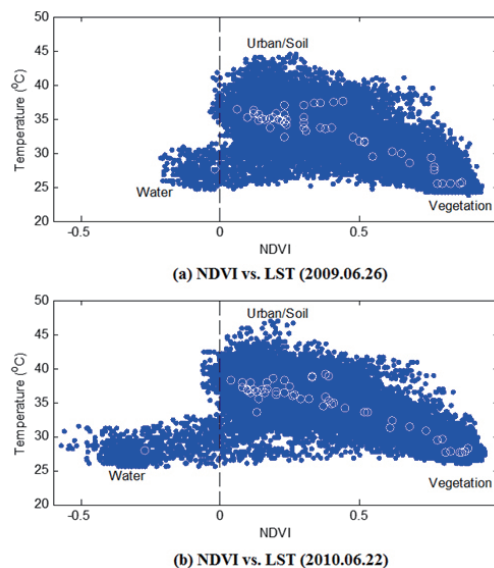 50
Urban/Soil
45
40
35
30
25
20
Temperature (°C)
Water
Vegetation
-0.5
0
0.5
NDVI
(a) NDVI vs. LST (2009.06.26)
50
Urban/Soil
45
40
35
30
25
20
Temperature (°C)
Water
Vegetation
-0.5
0
0.5
NDVI
(b) NDVI vs. LST (2010.06.22)